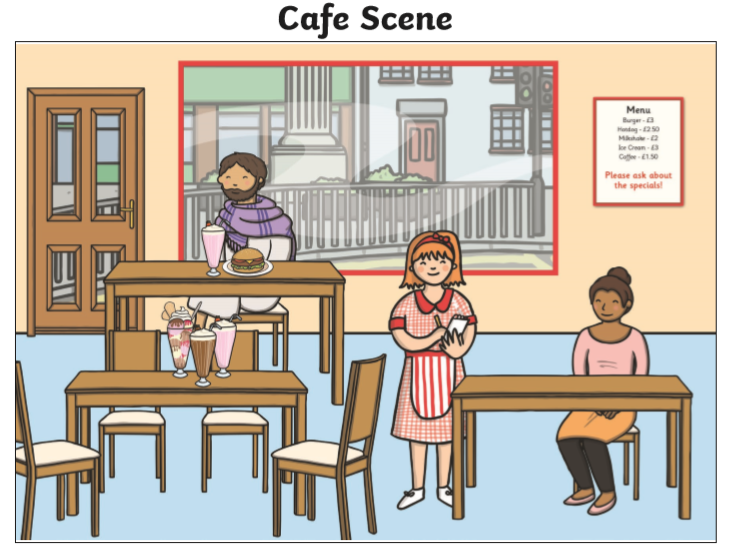 Cafe Scene
Menu
Burger - £3
Hotdog - £2.50
Milkshake - £2
Ice Cream - £3
Coffee - £1.50
Please ask about
the specials!